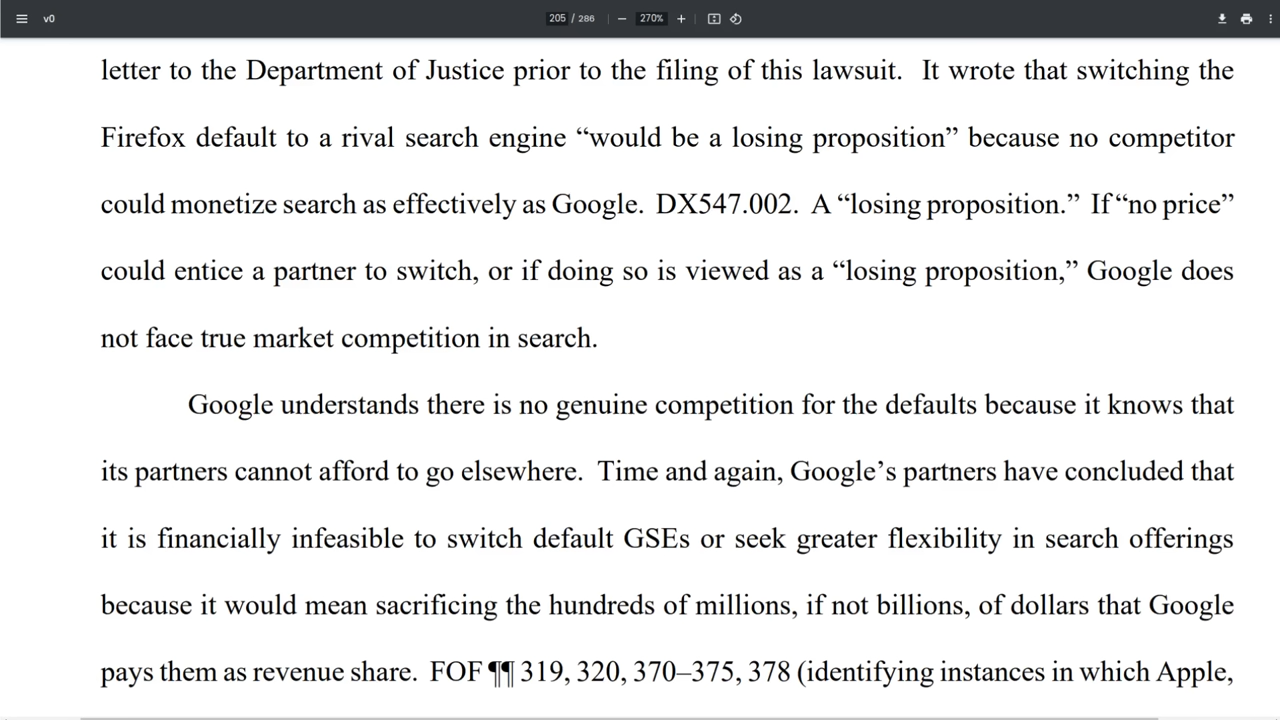 v0 205 / 286 270%
letter to the Department of Justice prior to the filing of this lawsuit.  It wrote that switching the
Firefox default to a rival search engine “would be a losing proposition” because no competitor
could monetize search as effectively as Google.  DX547.002.  A “losing proposition.”  If “no price”
could entice a partner to switch, or if doing so is viewed as a “losing proposition,” Google does
not face true market competition in search.
Google understands there is no genuine competition for the defaults because it knows that
its partners cannot afford to go elsewhere.  Time and again, Google’s partners have concluded that
it is financially infeasible to switch default GSEs or seek greater flexibility in search offerings
because it would mean sacrificing the hundreds of millions, if not billions, of dollars that Google
pays them as revenue share.  FOF ¶¶ 319, 320, 370–375, 378 (identifying instances in which Apple,